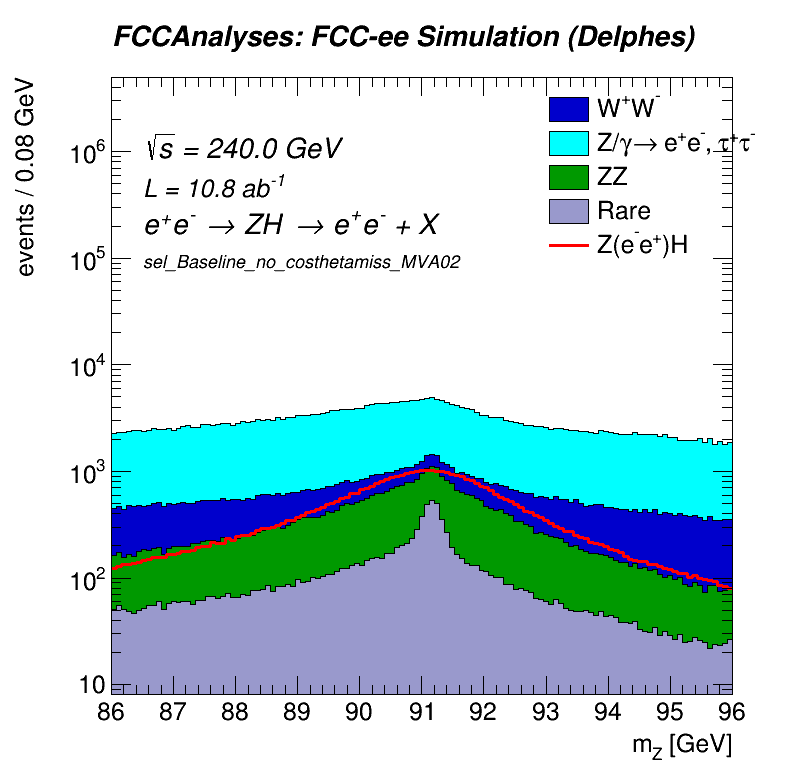 FCCAnalyses: FCC-ee Simulation (Delphes)
events / 0.08 GeV
√s = 240.0 GeV
L = 10.8 ab⁻¹
e⁺e⁻ → ZH → e⁺e⁻ + X
sel_Baseline_no_costhetamiss_MVA02
W⁺W⁻
Z/γ→ e⁺e⁻, τ⁺τ⁻
ZZ
Rare
Z(e⁻e⁺)H
10⁶
10⁵
10⁴
10³
10²
10
86 87 88 89 90 91 92 93 94 95 96
m_Z [GeV]